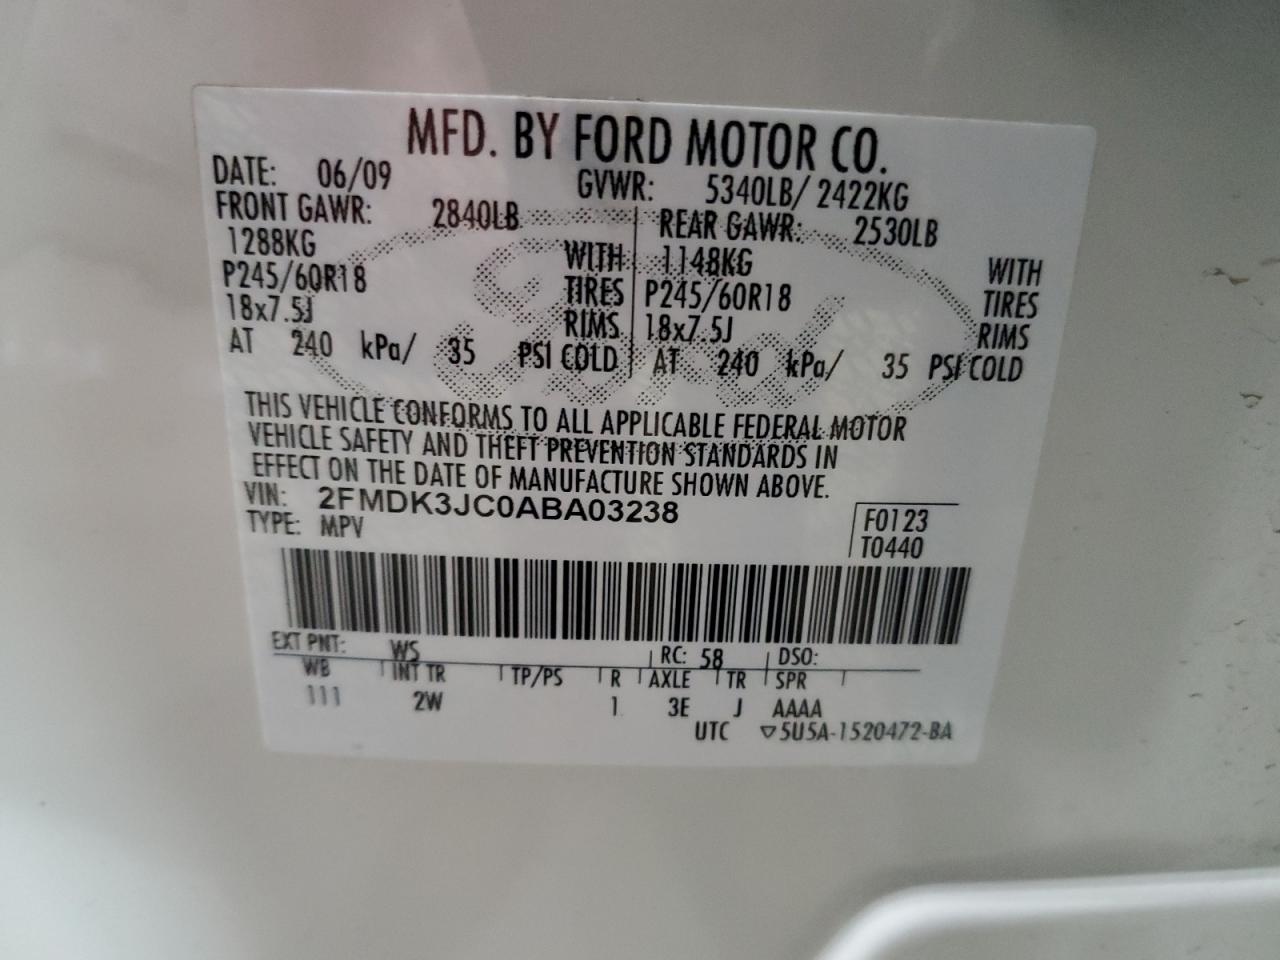 MFD. BY FORD MOTOR CO.
DATE: 06/09 GVWR: 5340LB/ 2422KG
FRONT GAWR: 2840LB REAR GAWR: 2530LB
1288KG WITH 1148KG WITH
P245/60R18 TIRES P245/60R18 TIRES
18x7.5J RIMS 18x7.5J RIMS
AT 240 kPa/ 35 PSI COLD AT 240 kPa/ 35 PSI COLD
Ford
THIS VEHICLE CONFORMS TO ALL APPLICABLE FEDERAL MOTOR
VEHICLE SAFETY AND THEFT PREVENTION STANDARDS IN
EFFECT ON THE DATE OF MANUFACTURE SHOWN ABOVE.
VIN: 2FMDK3JC0ABA03238
TYPE: MPV
F0123
T0440
EXT PNT: WS RC: 58 DSO:
WB INT TR TP/PS R AXLE TR SPR
111 2W 1 3E J AAAA
UTC ▽5U5A-1520472-BA